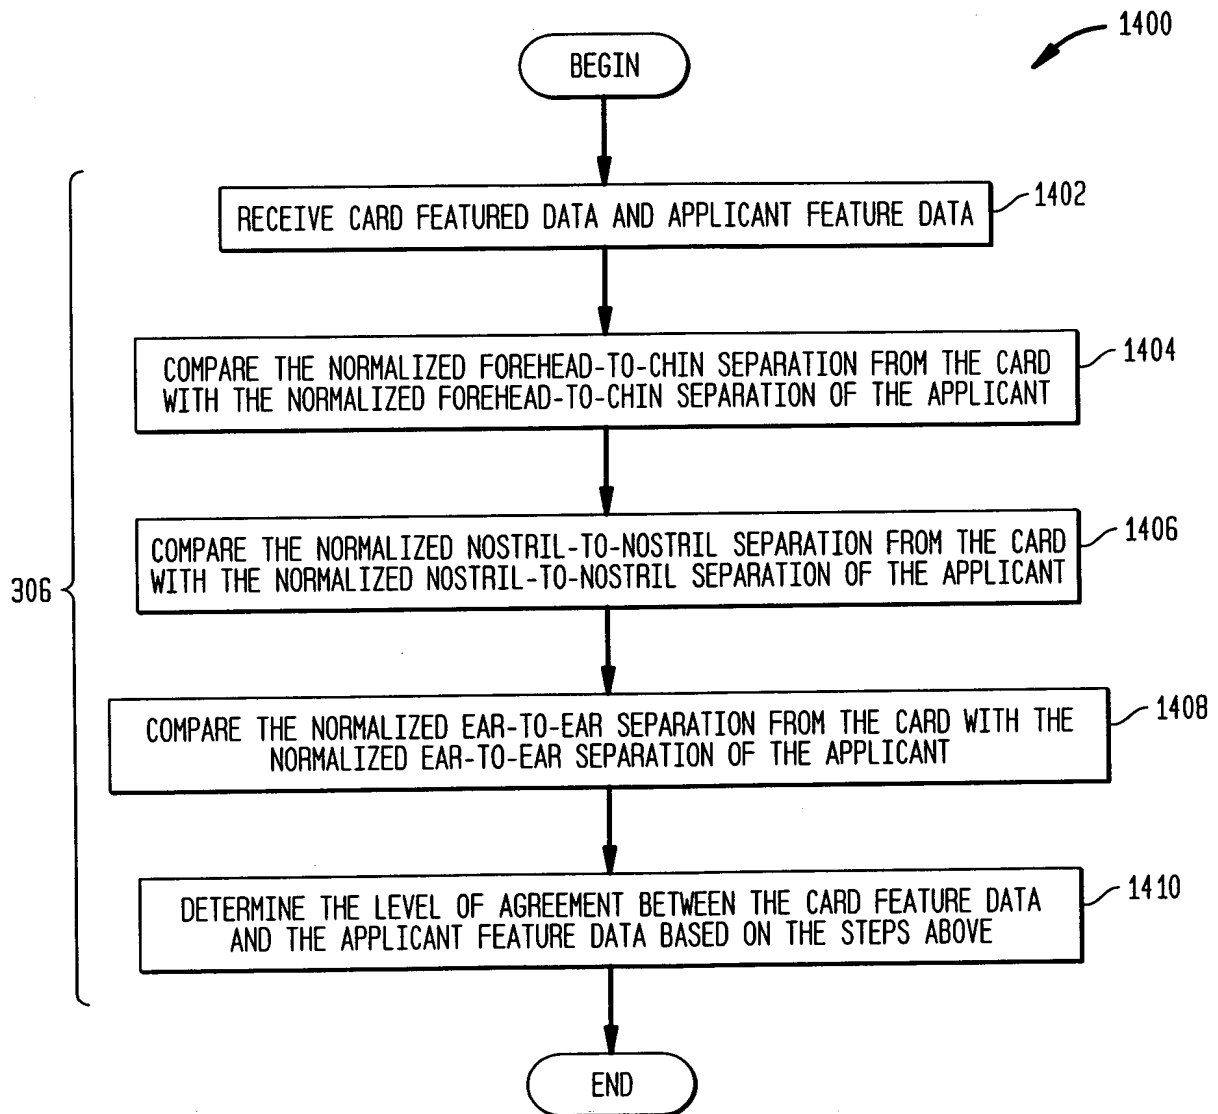 1400
BEGIN
RECEIVE CARD FEATURED DATA AND APPLICANT FEATURE DATA
1402
COMPARE THE NORMALIZED FOREHEAD-TO-CHIN SEPARATION FROM THE CARD
WITH THE NORMALIZED FOREHEAD-TO-CHIN SEPARATION OF THE APPLICANT
1404
COMPARE THE NORMALIZED NOSTRIL-TO-NOSTRIL SEPARATION FROM THE CARD
WITH THE NORMALIZED NOSTRIL-TO-NOSTRIL SEPARATION OF THE APPLICANT
1406
306
COMPARE THE NORMALIZED EAR-TO-EAR SEPARATION FROM THE CARD WITH THE
NORMALIZED EAR-TO-EAR SEPARATION OF THE APPLICANT
1408
DETERMINE THE LEVEL OF AGREEMENT BETWEEN THE CARD FEATURE DATA
AND THE APPLICANT FEATURE DATA BASED ON THE STEPS ABOVE
1410
END